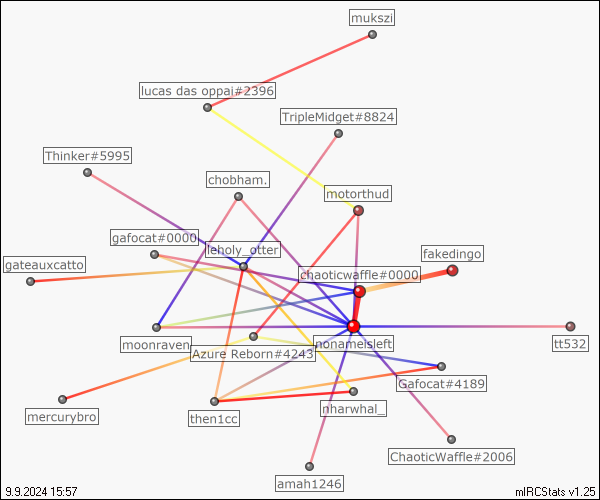 mukszi
lucas das oppai#2396
TripleMidget#8824
Thinker#5995
chobham.
motorthud
gafocat#0000
leholy_otter
fakedingo
gateauxcatto
chaoticwaffle#0000
moonraven
Azure Reborn#4243
nonameisleft
tt532
Gafocat#4189
mercurybro
then1cc
nharwhal_
ChaoticWaffle#2006
amah1246
9.9.2024 15:57
mIRCStats v1.25